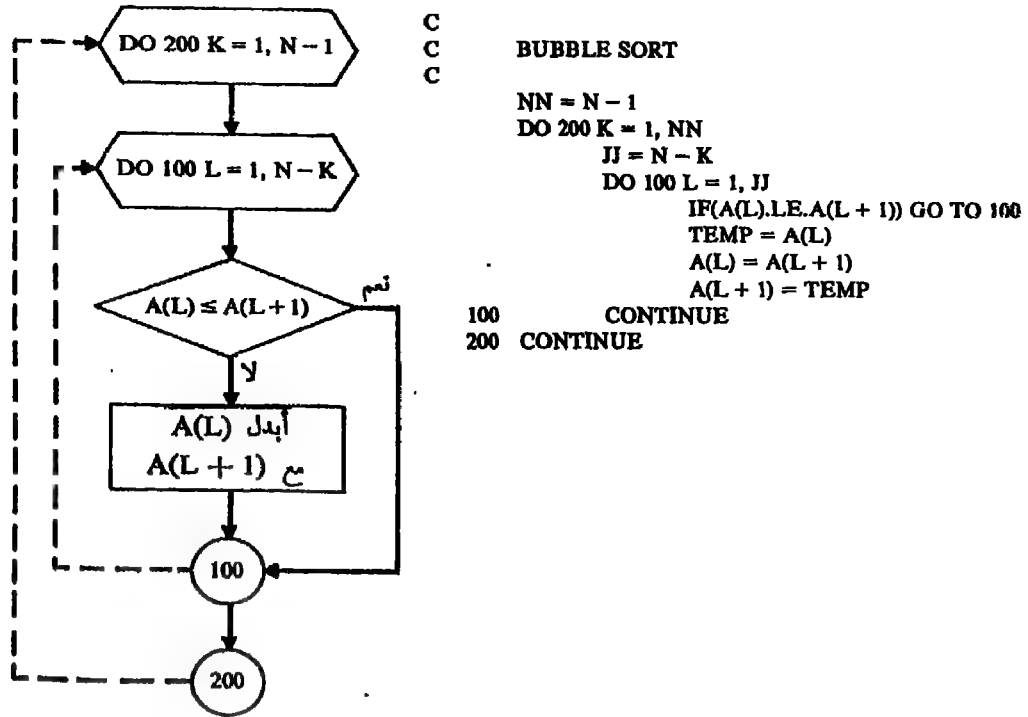 DO 200 K = 1, N – 1
DO 100 L = 1, N – K
A(L) ≤ A(L + 1)
نعم
لا
أبدل A(L)
مع A(L + 1)
100
200
C
C BUBBLE SORT
C
NN = N – 1
DO 200 K = 1, NN
JJ = N – K
DO 100 L = 1, JJ
IF(A(L).LE.A(L + 1)) GO TO 100
TEMP = A(L)
A(L) = A(L + 1)
A(L + 1) = TEMP
100 CONTINUE
200 CONTINUE